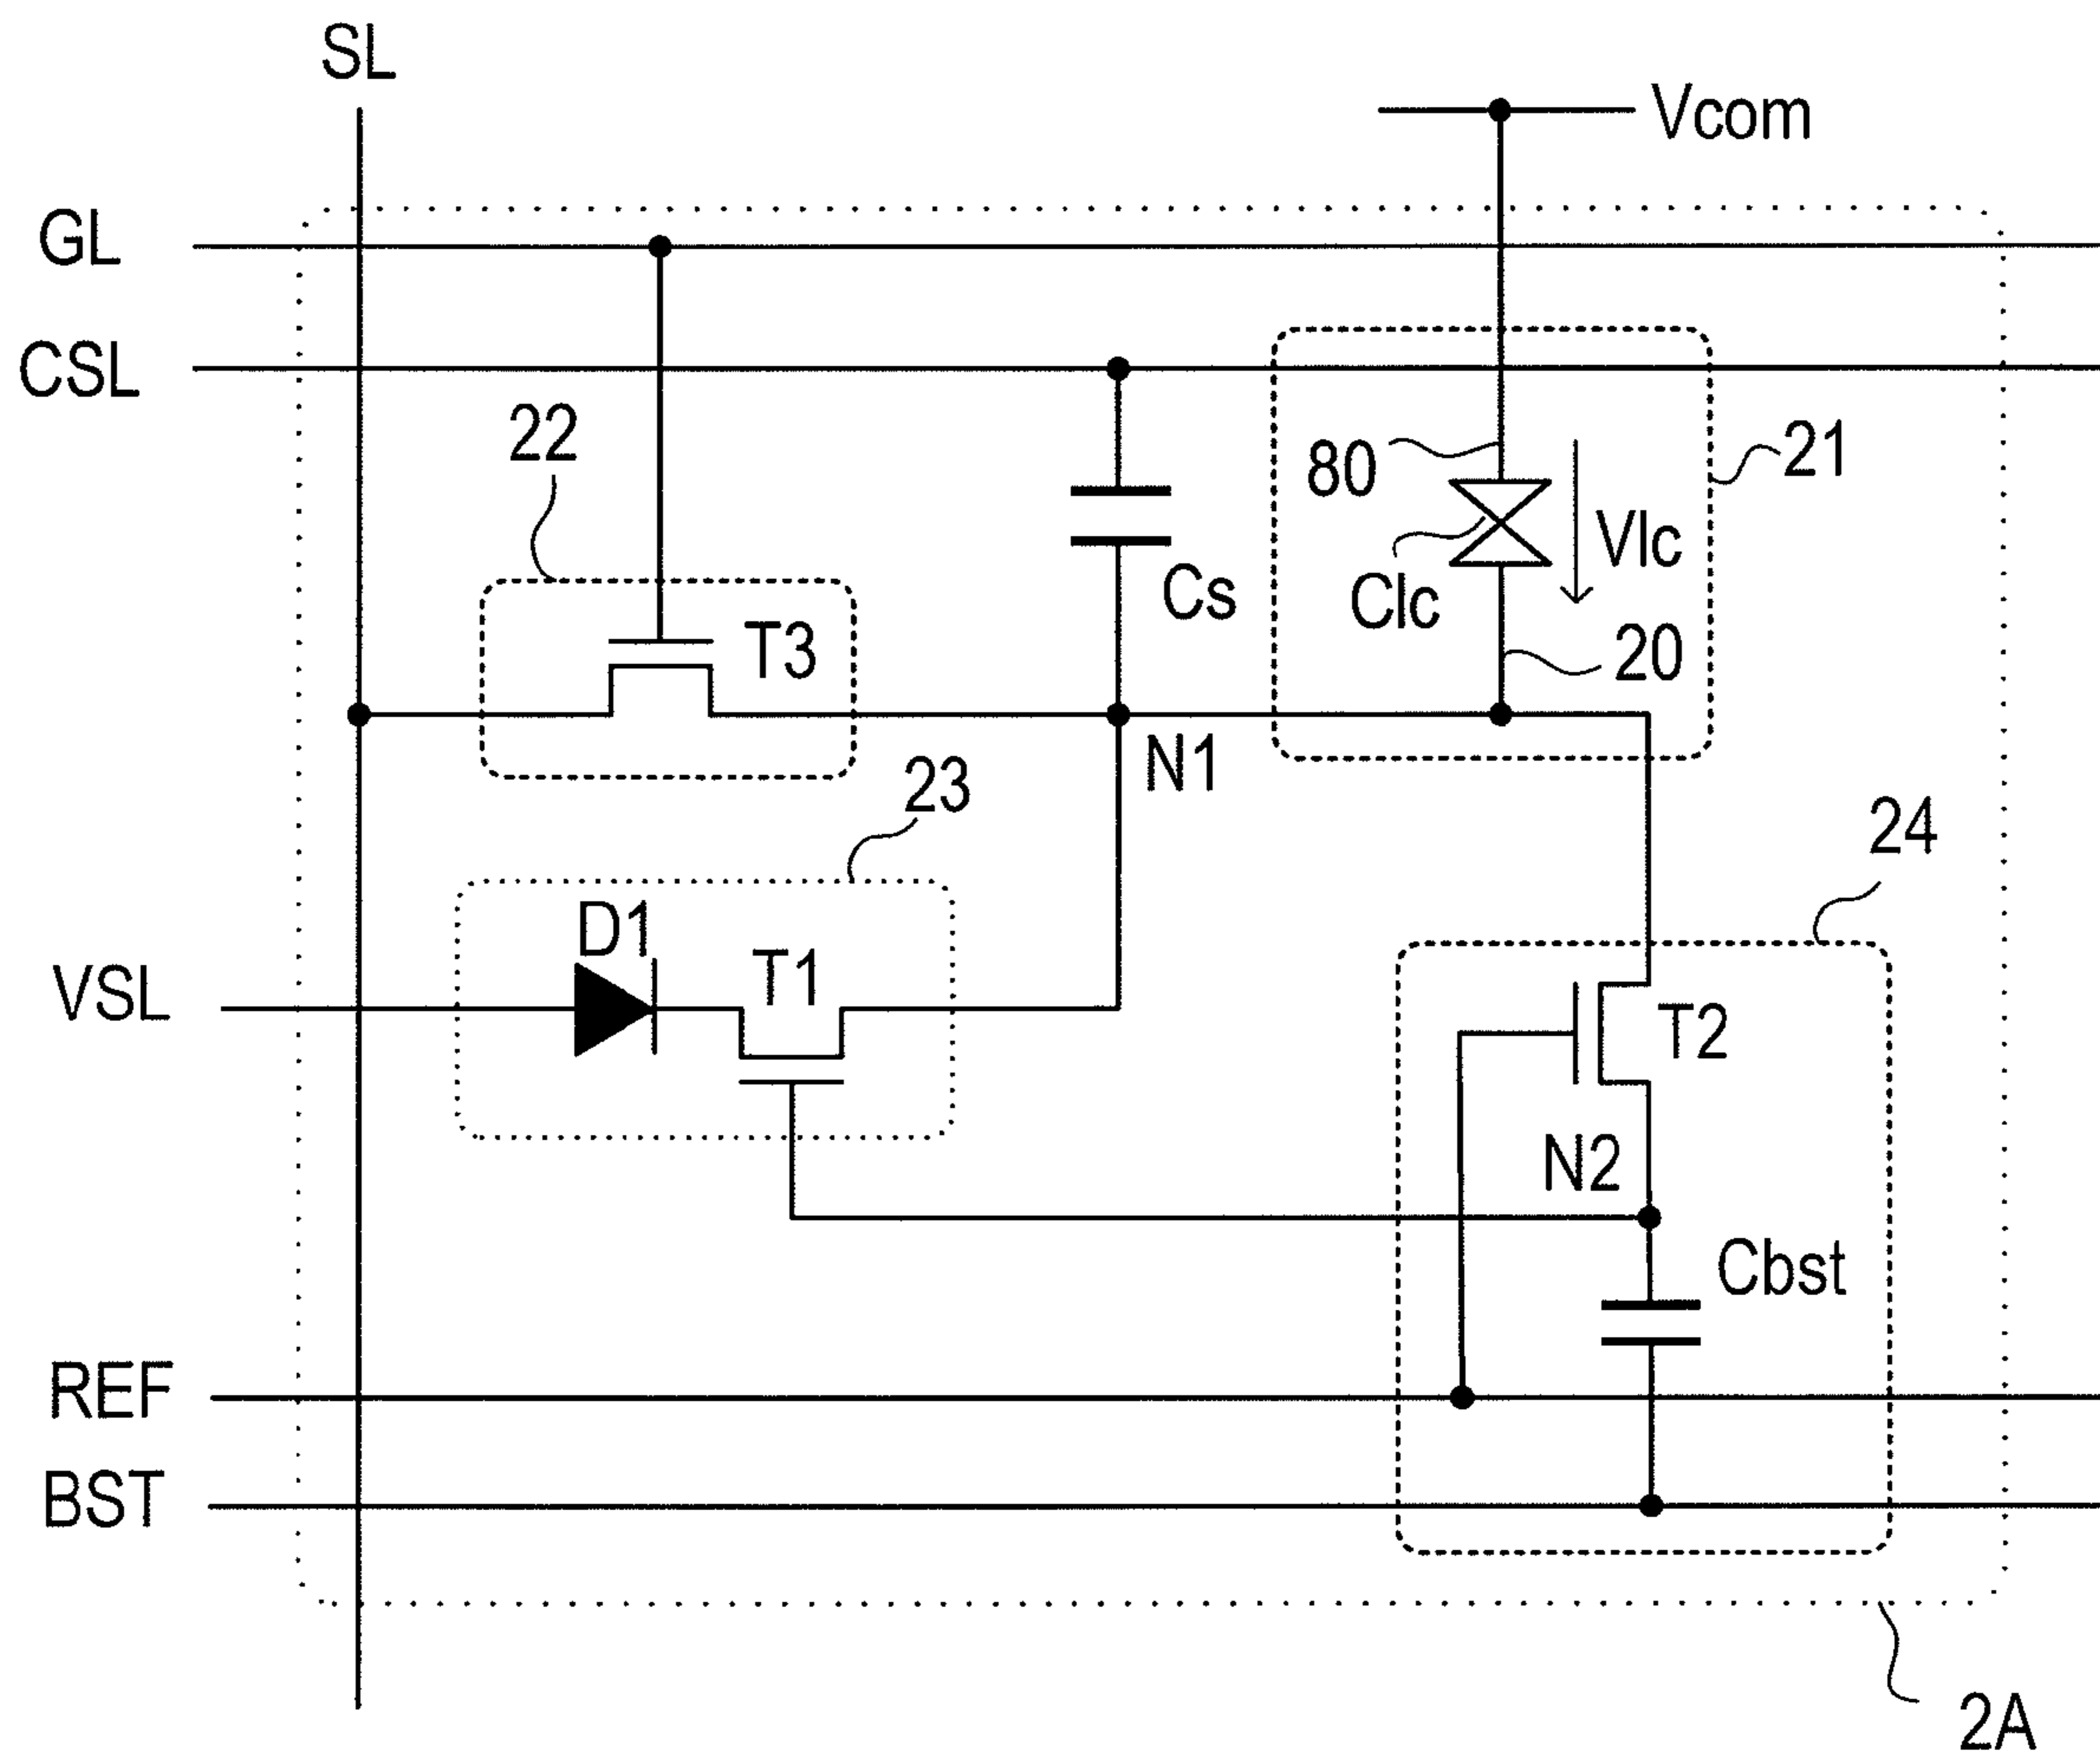 SL
Vcom
GL
CSL
22
80
21
Vlc
Clc
Cs
T3
20
N1
23
24
D1
T1
VSL
T2
N2
Cbst
REF
BST
2A